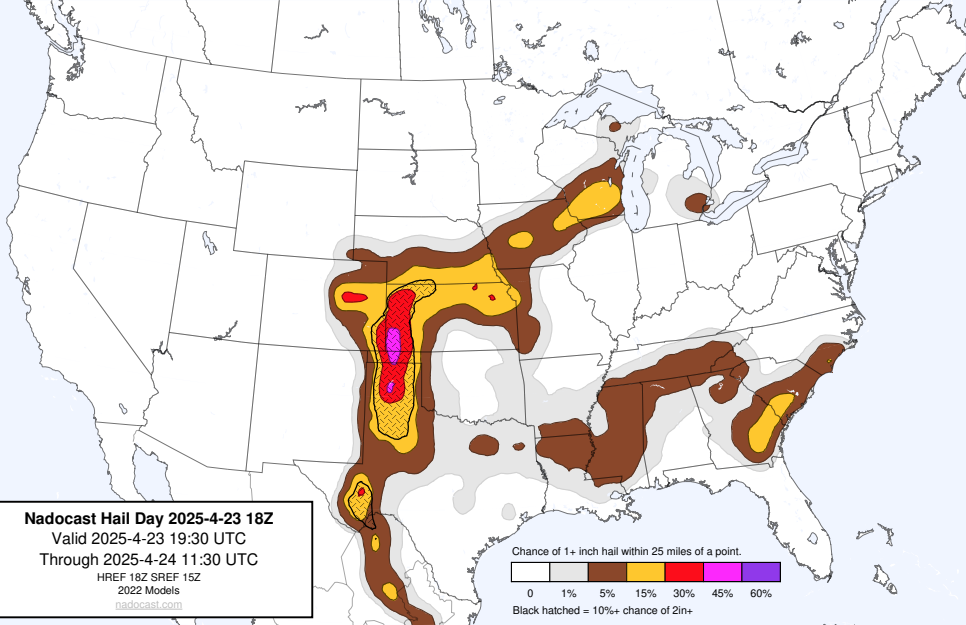 Nadocast Hail Day 2025-4-23 18Z
Valid 2025-4-23 19:30 UTC
Through 2025-4-24 11:30 UTC
HREF 18Z SREF 15Z
2022 Models
nadocast.com
Chance of 1+ inch hail within 25 miles of a point.
0 1% 5% 15% 30% 45% 60%
Black hatched = 10%+ chance of 2in+